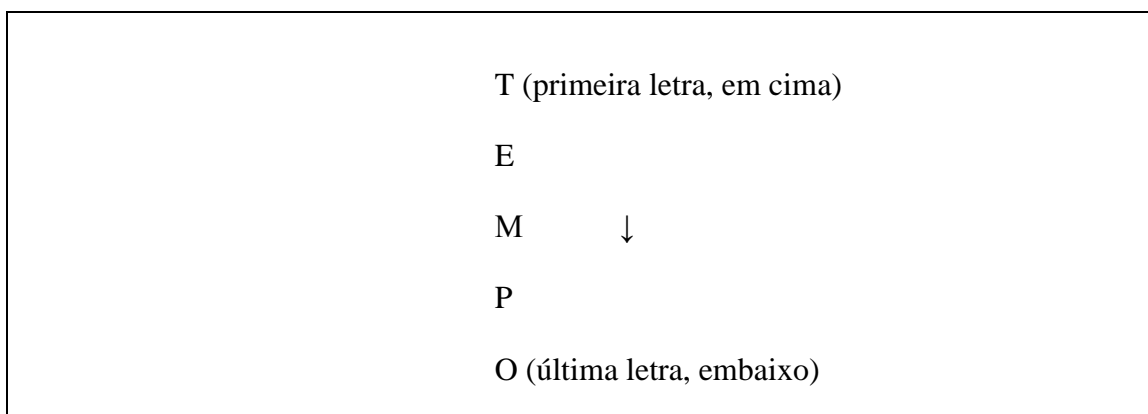 T (primeira letra, em cima)
E
M ↓
P
O (última letra, embaixo)